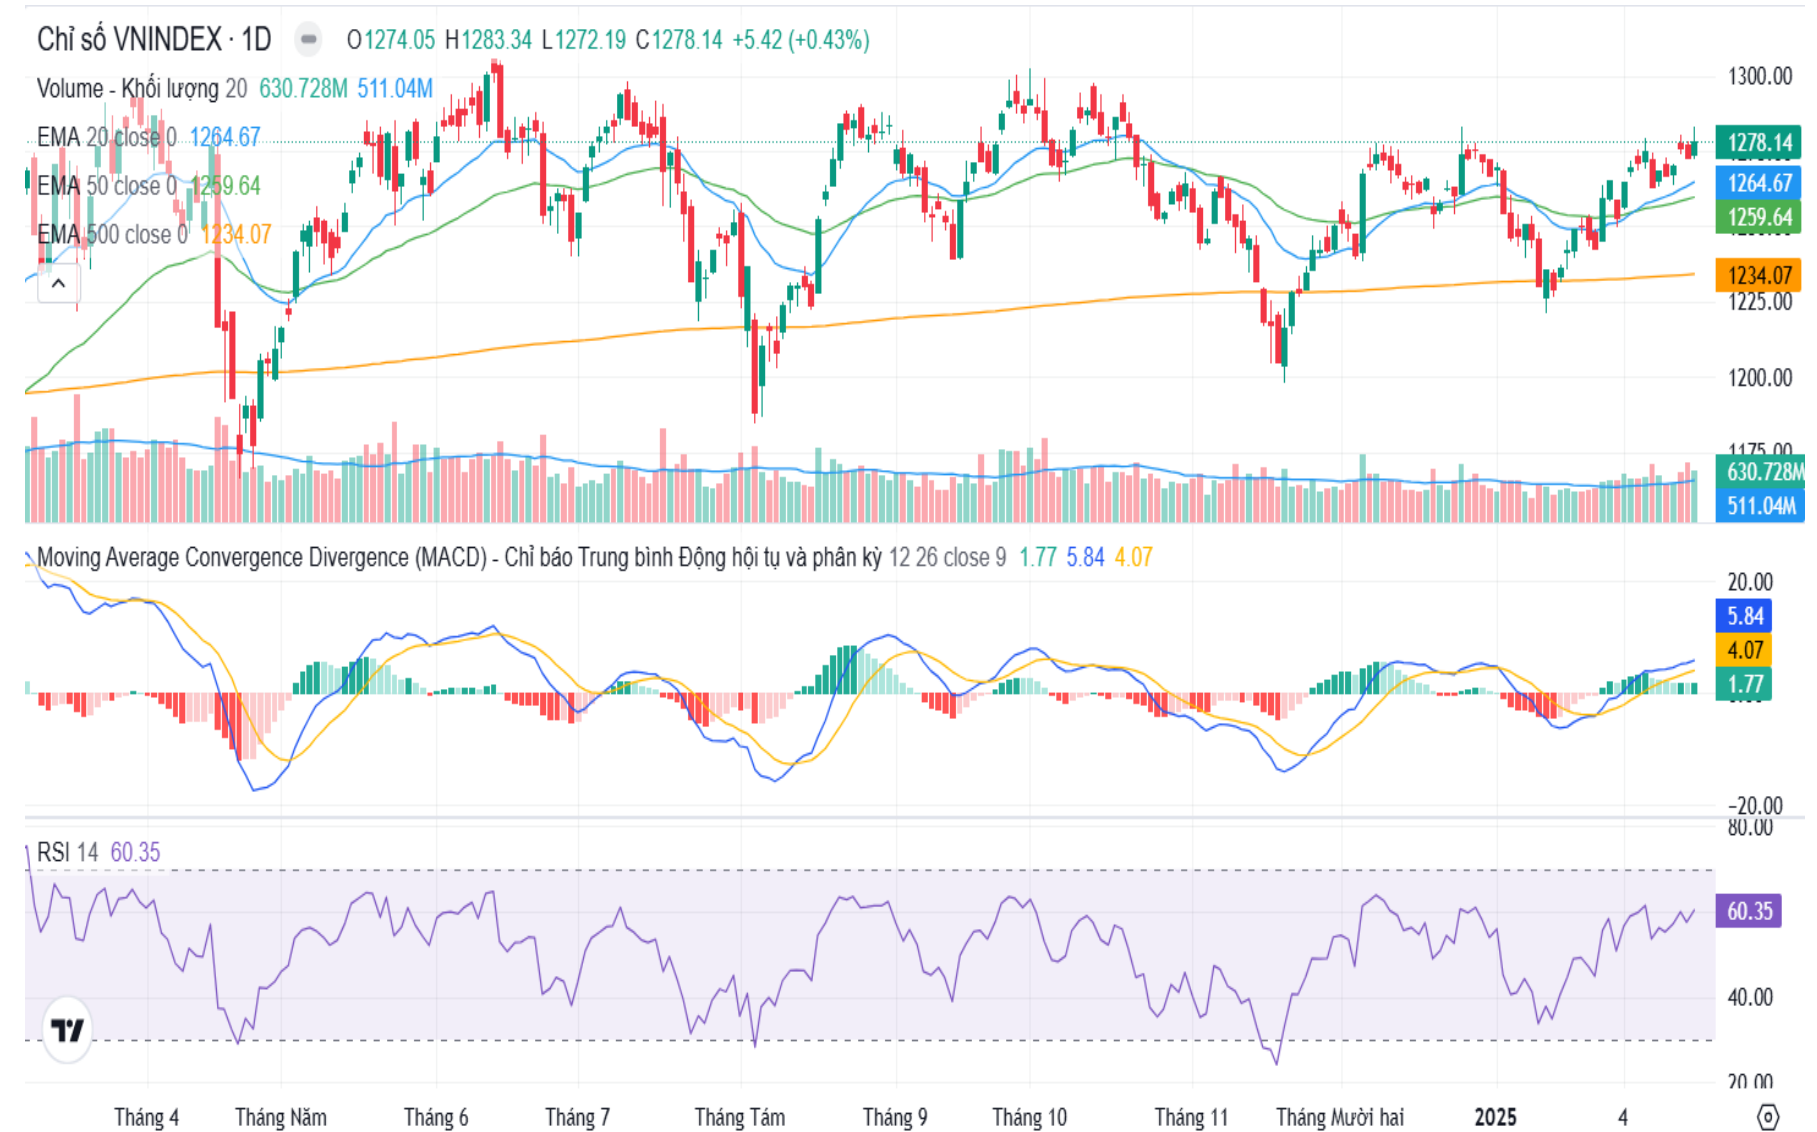 Chỉ số VNINDEX · 1D O1274.05 H1283.34 L1272.19 C1278.14 +5.42 (+0.43%)
Volume - Khối lượng 20 630.728M 511.04M
EMA 20 close 0 1264.67
EMA 50 close 0 1259.64
EMA 500 close 0 1234.07
1300.00
1278.14
1264.67
1259.64
1234.07
1225.00
1200.00
1175.00
630.728M
511.04M
Moving Average Convergence Divergence (MACD) - Chỉ báo Trung bình Động hội tụ và phân kỳ 12 26 close 9 1.77 5.84 4.07
20.00
5.84
4.07
1.77
−20.00
80.00
RSI 14 60.35
60.35
40.00
20.00
Tháng 4 Tháng Năm Tháng 6 Tháng 7 Tháng Tám Tháng 9 Tháng 10 Tháng 11 Tháng Mười hai 2025 4